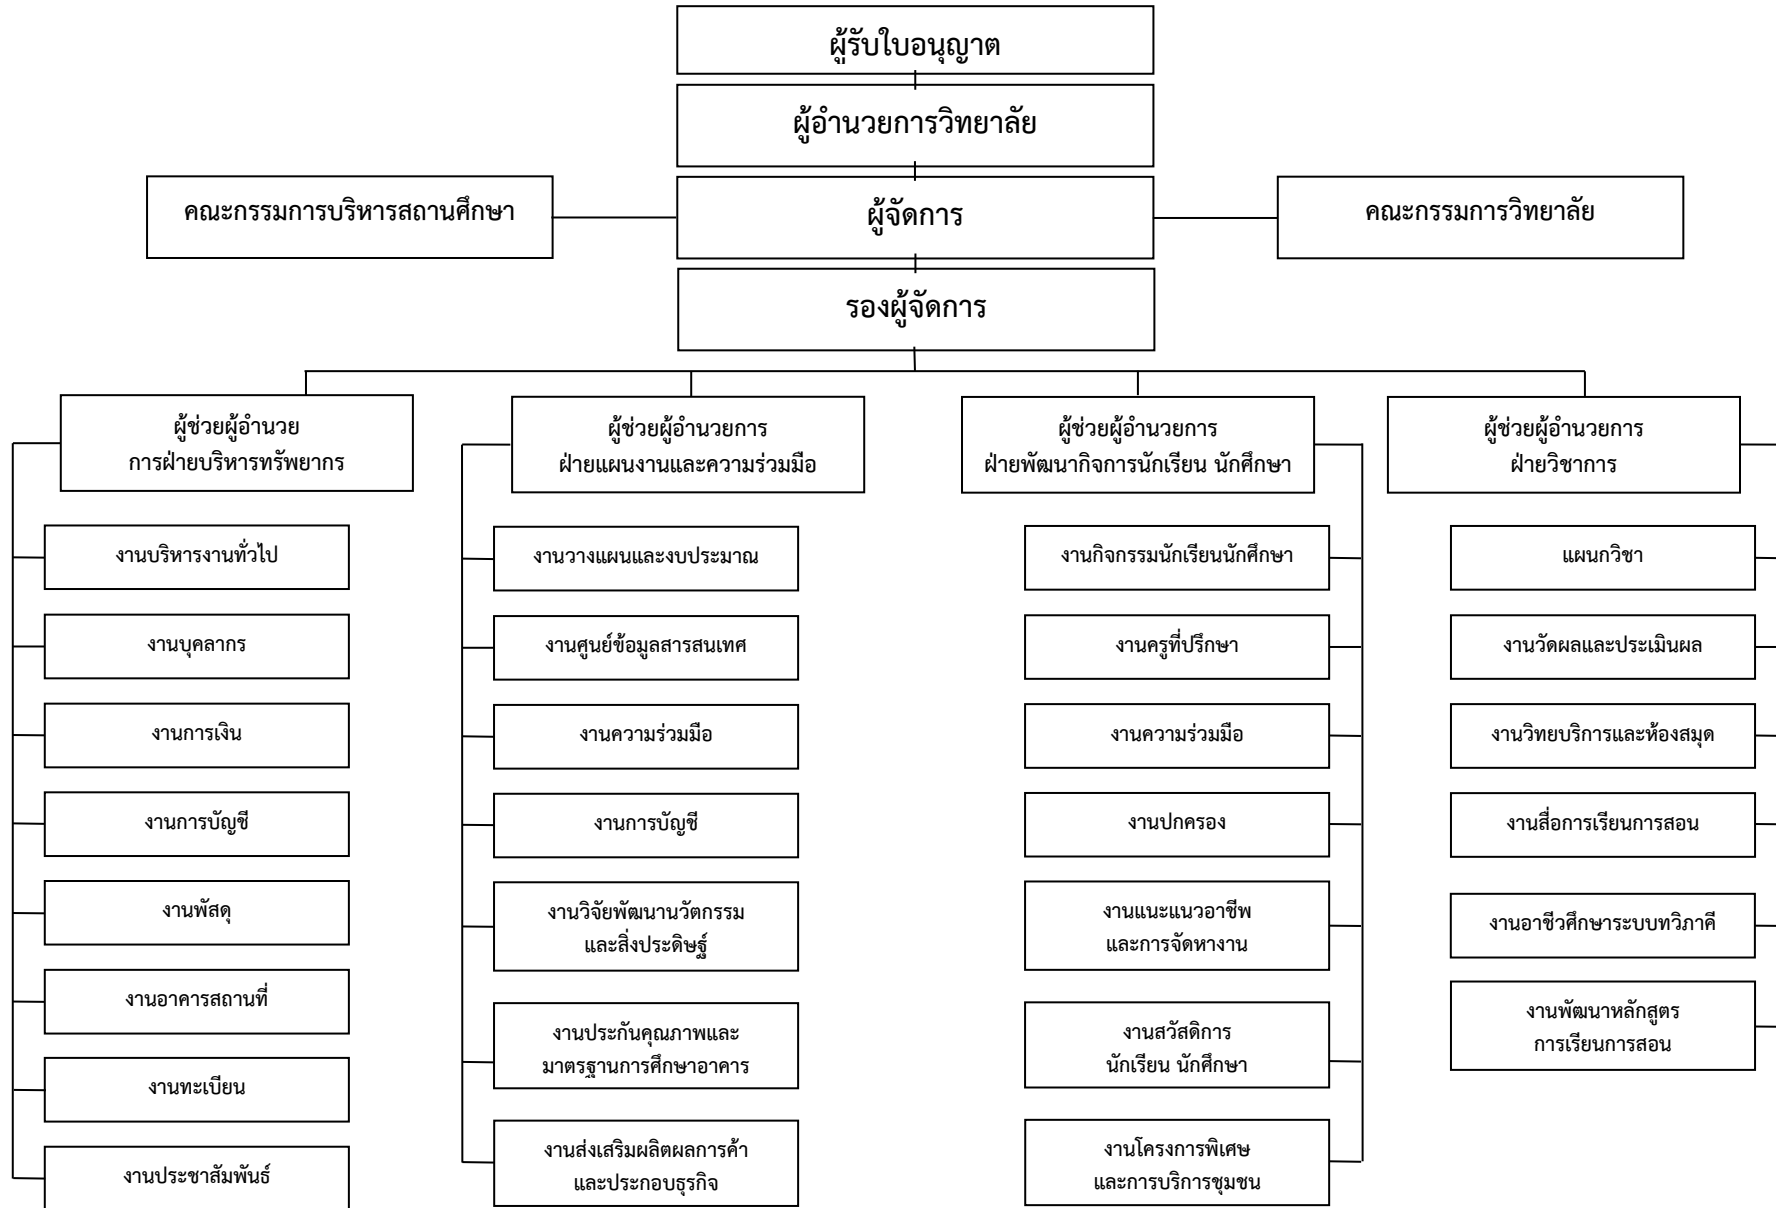 ผู้รับใบอนุญาต
ผู้อำนวยการวิทยาลัย
คณะกรรมการบริหารสถานศึกษา
ผู้จัดการ
คณะกรรมการวิทยาลัย
รองผู้จัดการ
ผู้ช่วยผู้อำนวย
การฝ่ายบริหารทรัพยากร
งานบริหารงานทั่วไป
งานบุคลากร
งานการเงิน
งานการบัญชี
งานพัสดุ
งานอาคารสถานที่
งานทะเบียน
งานประชาสัมพันธ์
ผู้ช่วยผู้อำนวยการ
ฝ่ายแผนงานและความร่วมมือ
งานวางแผนและงบประมาณ
งานศูนย์ข้อมูลสารสนเทศ
งานความร่วมมือ
งานการบัญชี
งานวิจัยพัฒนานวัตกรรม
และสิ่งประดิษฐ์
งานประกันคุณภาพและ
มาตรฐานการศึกษาอาคาร
งานส่งเสริมผลิตผลการค้า
และประกอบธุรกิจ
ผู้ช่วยผู้อำนวยการ
ฝ่ายพัฒนากิจการนักเรียน นักศึกษา
งานกิจกรรมนักเรียนนักศึกษา
งานครูที่ปรึกษา
งานความร่วมมือ
งานปกครอง
งานแนะแนวอาชีพ
และการจัดหางาน
งานสวัสดิการ
นักเรียน นักศึกษา
งานโครงการพิเศษ
และการบริการชุมชน
ผู้ช่วยผู้อำนวยการ
ฝ่ายวิชาการ
แผนกวิชา
งานวัดผลและประเมินผล
งานวิทยบริการและห้องสมุด
งานสื่อการเรียนการสอน
งานอาชีวศึกษาระบบทวิภาคี
งานพัฒนาหลักสูตร
การเรียนการสอน